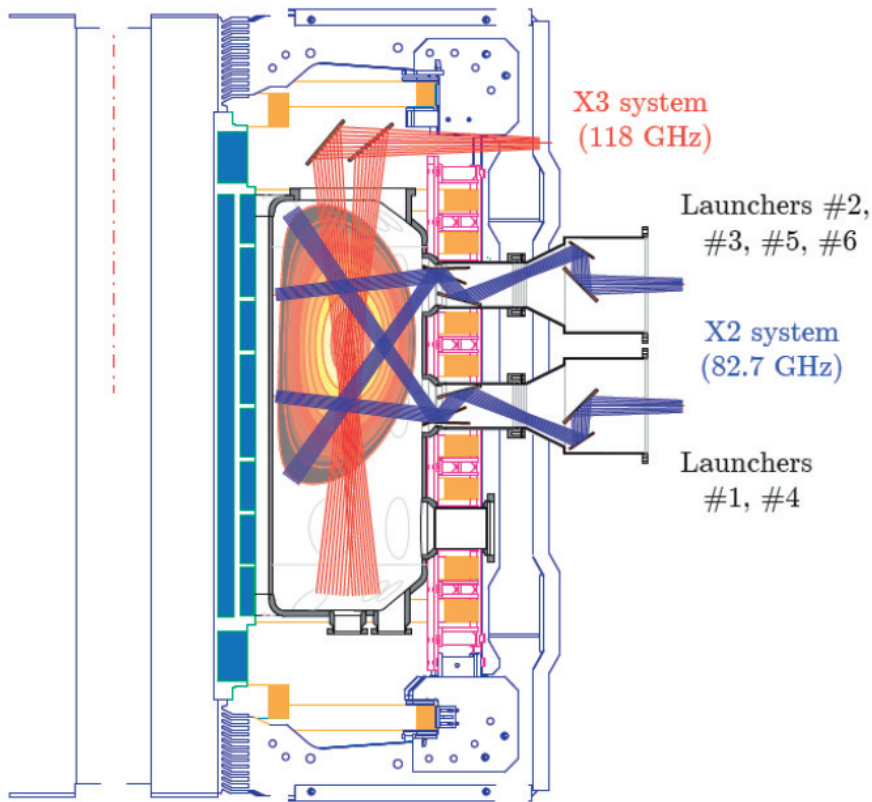 X3 system
(118 GHz)
Launchers #2,
#3, #5, #6
X2 system
(82.7 GHz)
Launchers
#1, #4